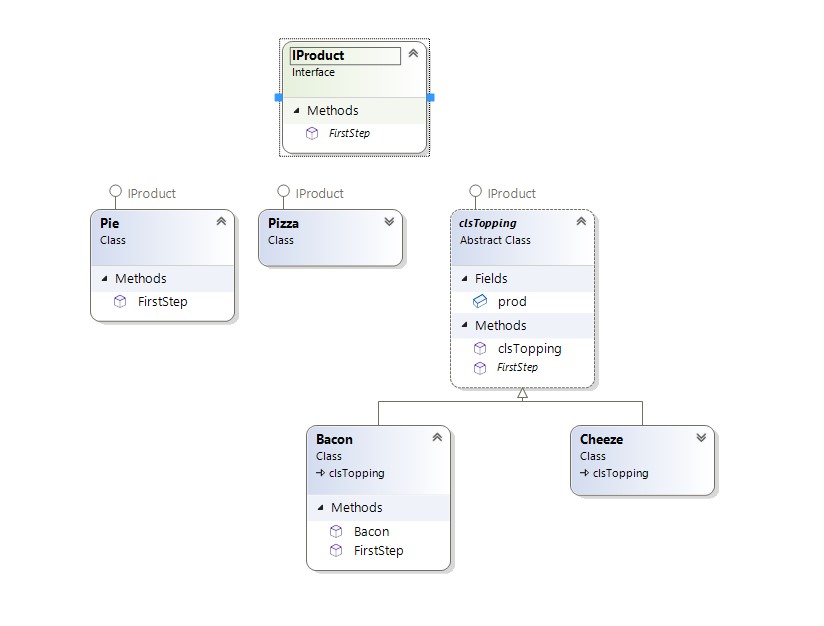 IProduct
Interface
Methods
FirstStep
IProduct
Pie
Class
Methods
FirstStep
IProduct
Pizza
Class
IProduct
clsTopping
Abstract Class
Fields
prod
Methods
clsTopping
FirstStep
Bacon
Class
clsTopping
Methods
Bacon
FirstStep
Cheeze
Class
clsTopping